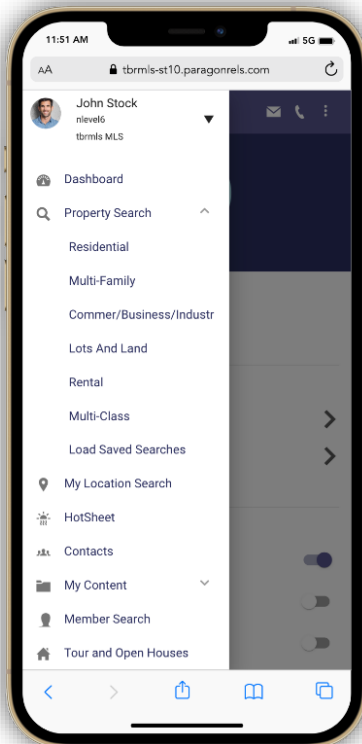 11:51 AM
5G
AA
tbrmls-st10.paragonrels.com
John Stock
nlevel6
tbrmls MLS
Dashboard
Property Search
Residential
Multi-Family
Commer/Business/Industr
Lots And Land
Rental
Multi-Class
Load Saved Searches
My Location Search
HotSheet
Contacts
My Content
Member Search
Tour and Open Houses